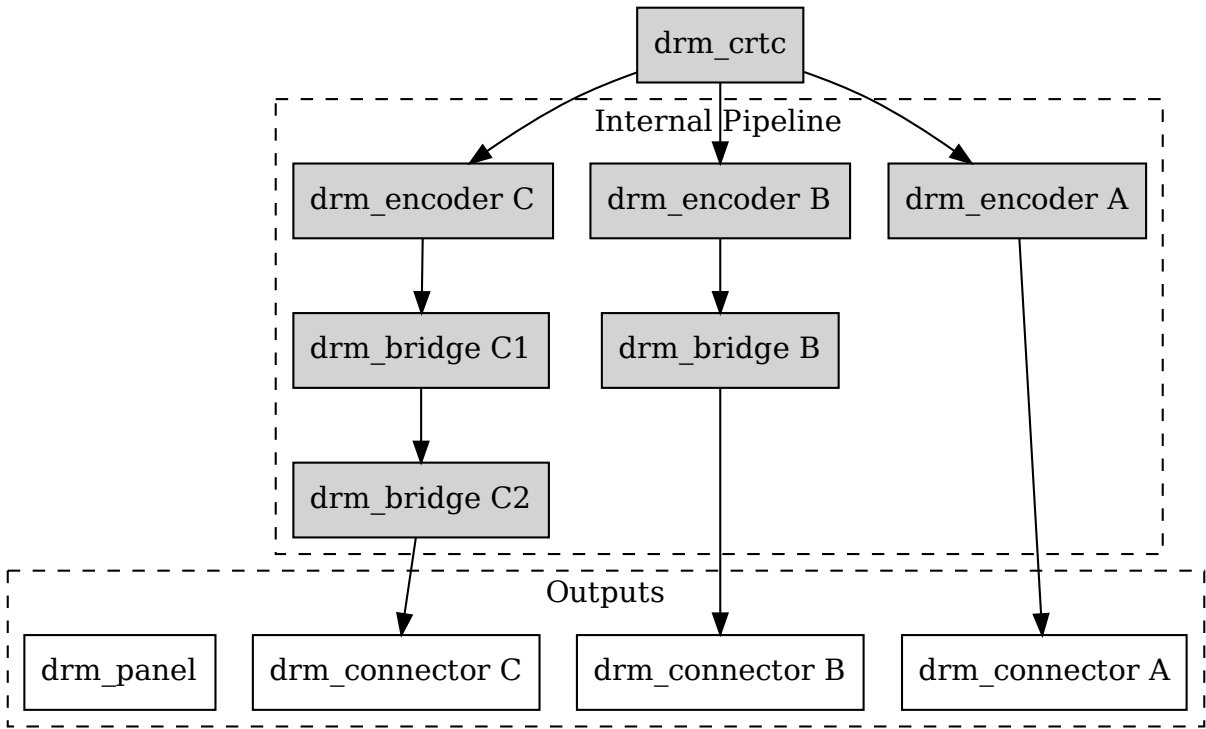 drm_crtc
Internal Pipeline
drm_encoder C
drm_encoder B
drm_encoder A
drm_bridge C1
drm_bridge B
drm_bridge C2
Outputs
drm_panel
drm_connector C
drm_connector B
drm_connector A